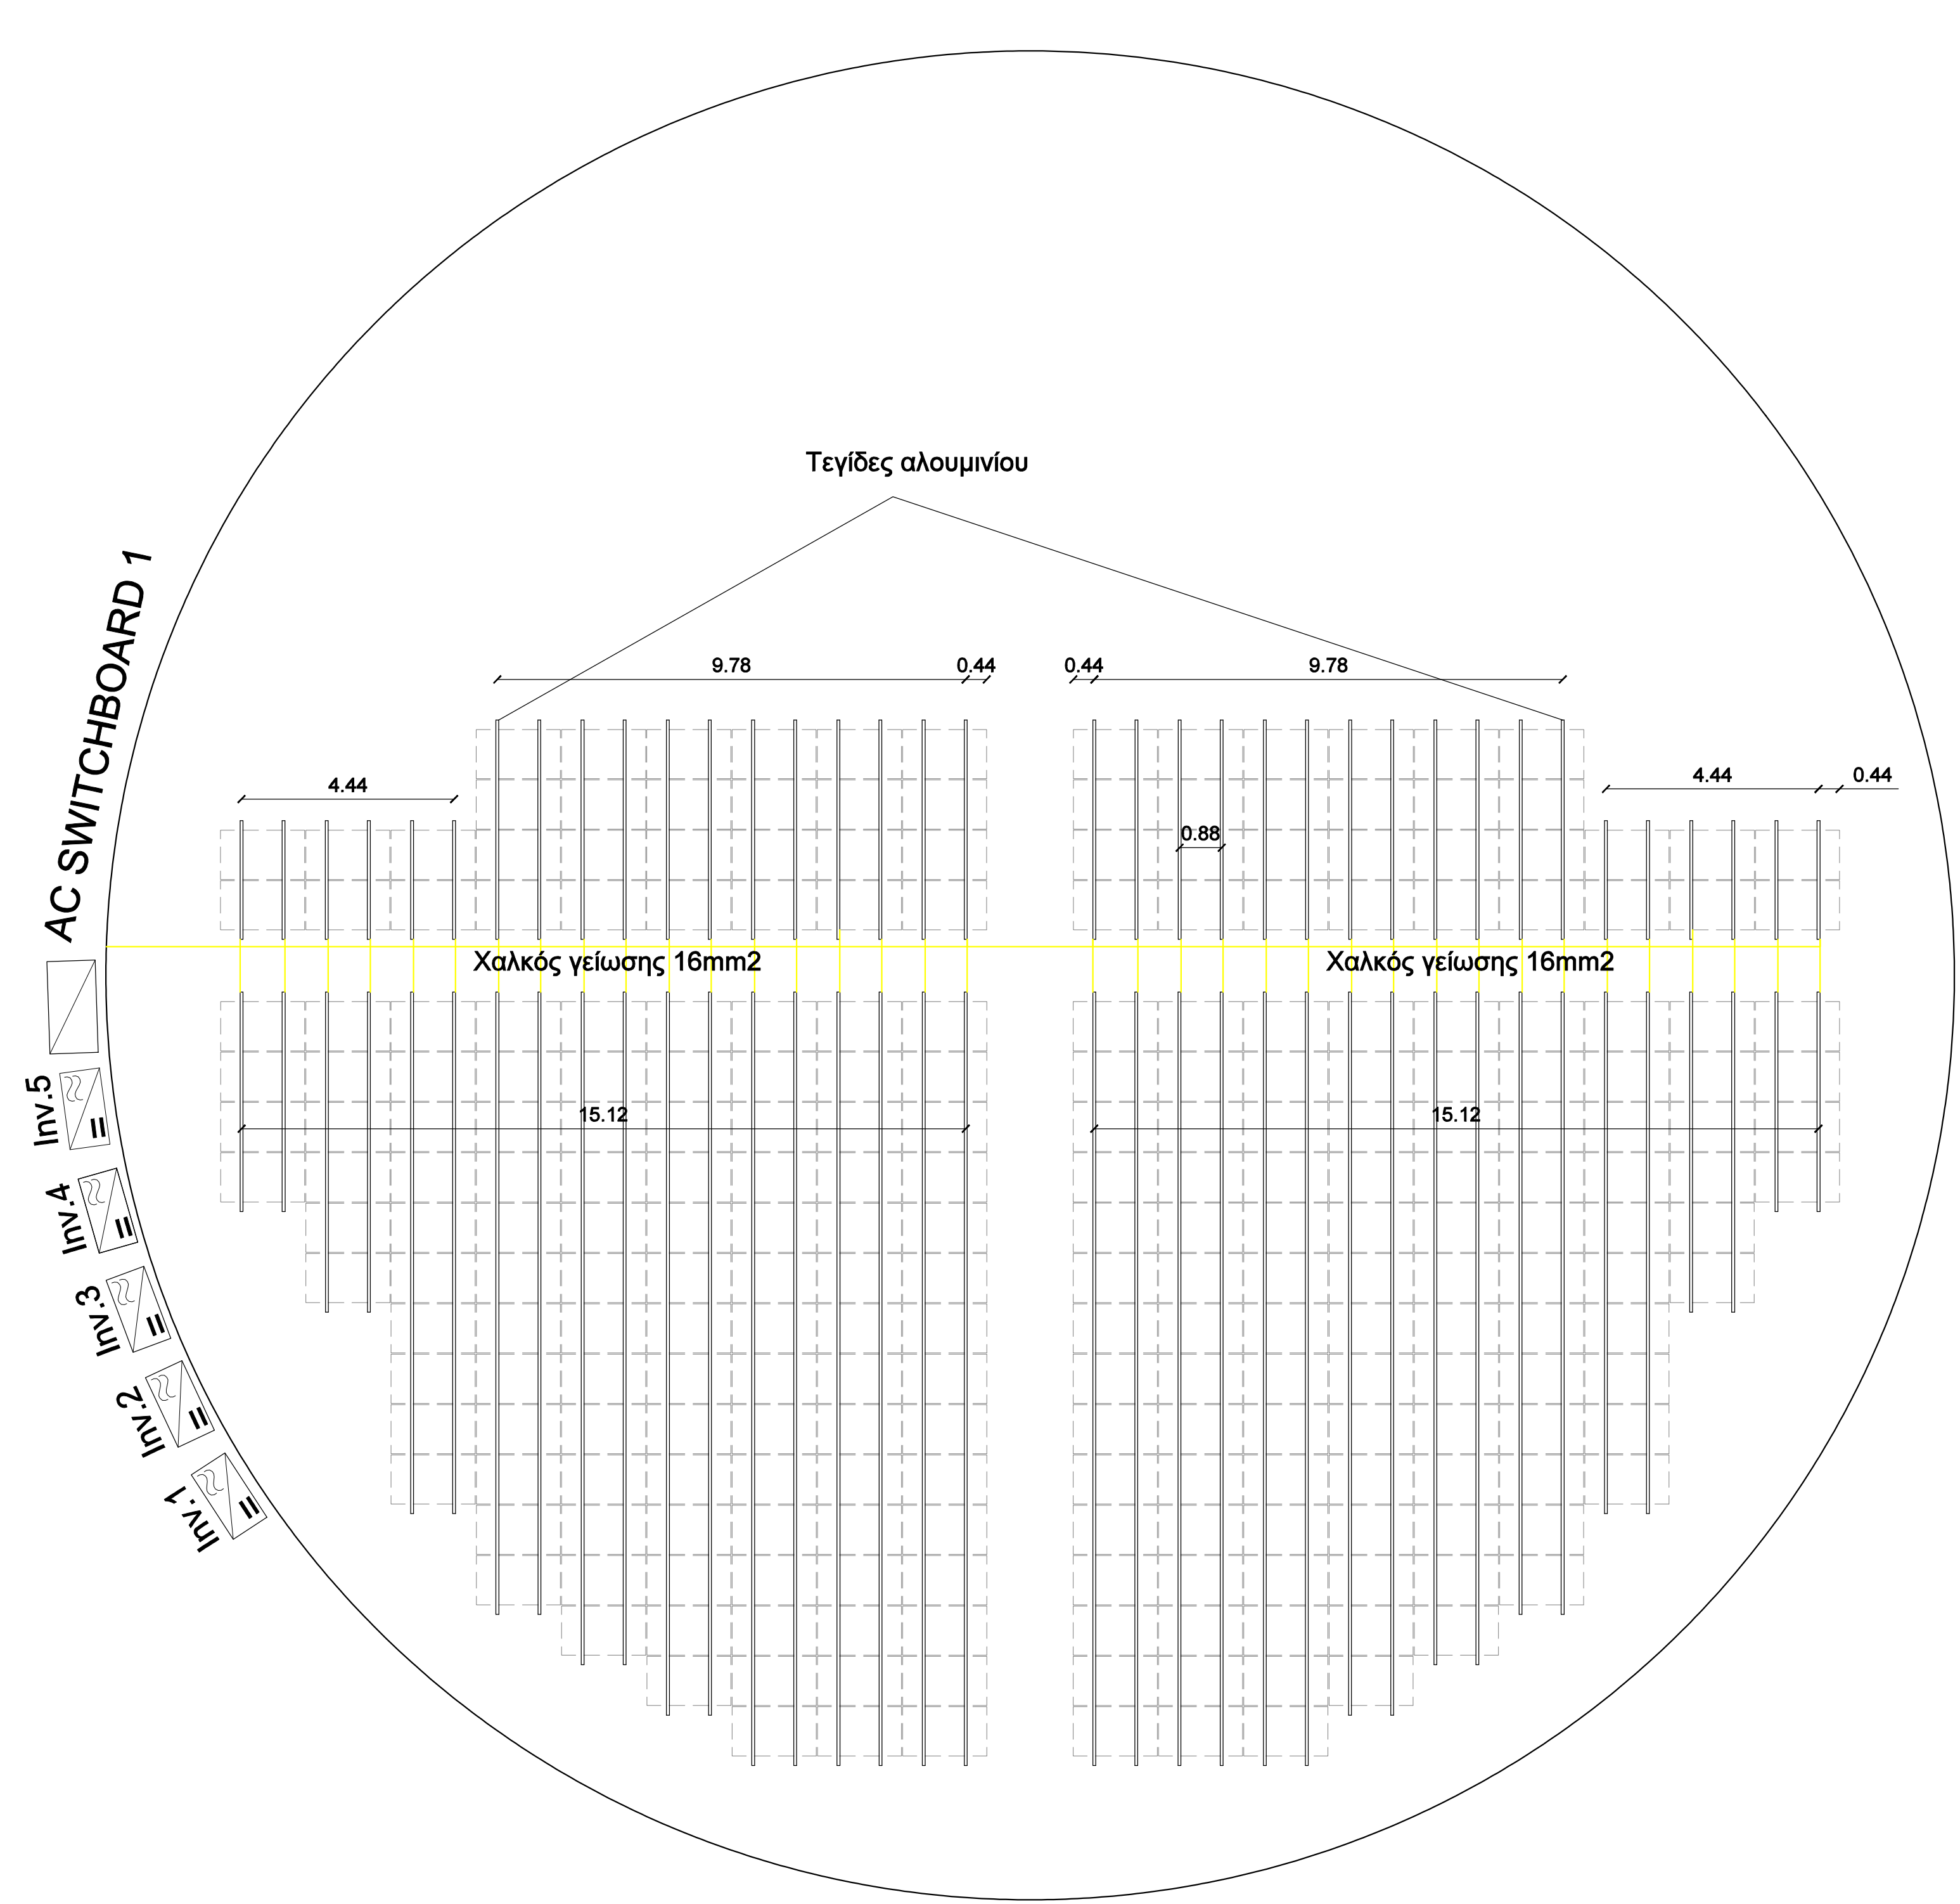 Τεγίδες αλουμινίου
9.78
0.44
0.44
9.78
4.44
4.44
0.44
0.88
AC SWITCHBOARD 1
Χαλκός γείωσης 16mm2
Χαλκός γείωσης 16mm2
15.12
15.12
Inv.5
Inv.4
Inv.3
Inv.2
Inv.1